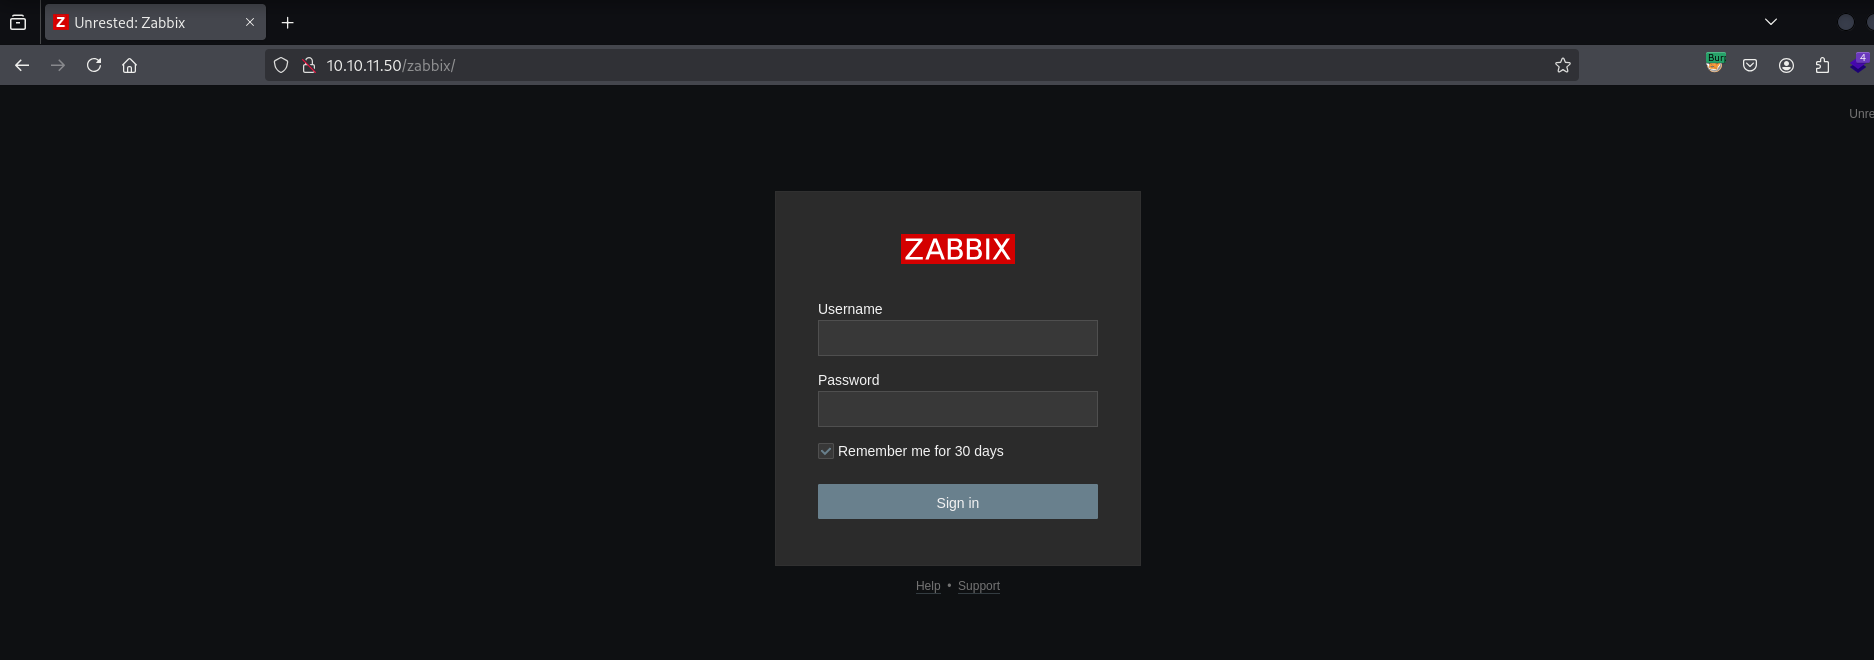 Unrested: Zabbix
10.10.11.50/zabbix/
Bur
4
Unre
ZABBIX
Username
Password
Remember me for 30 days
Sign in
Help • Support